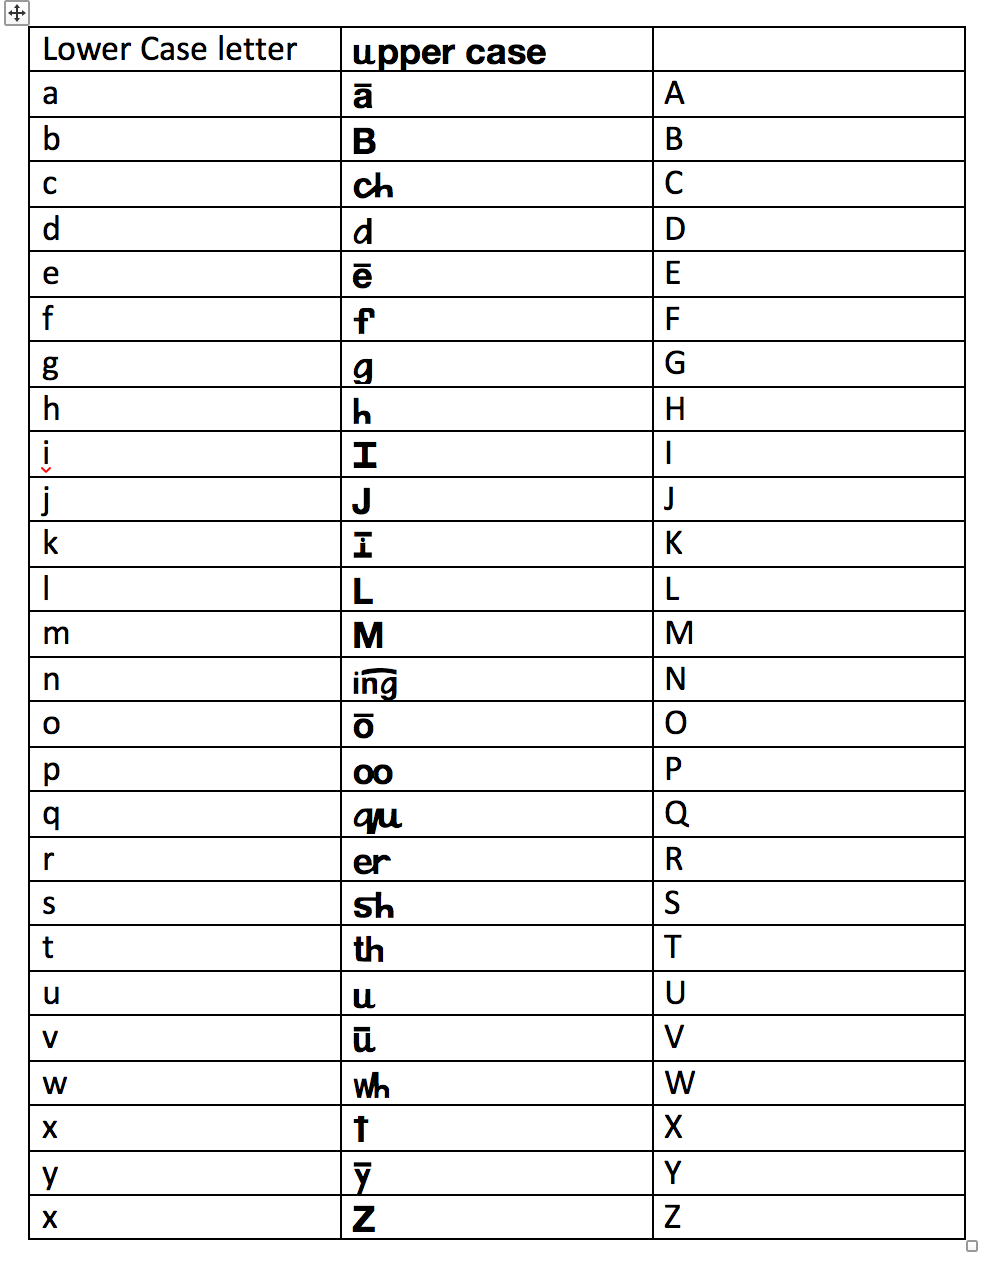 Lower Case letter upper case
a ā A
b B B
c ch C
d d D
e ē E
f f F
g g G
h h H
i I I
j J J
k ī K
l L L
m M M
n ing N
o ō O
p oo P
q qu Q
r er R
s sh S
t th T
u u U
v ū V
w wh W
x t X
y ȳ Y
x Z Z